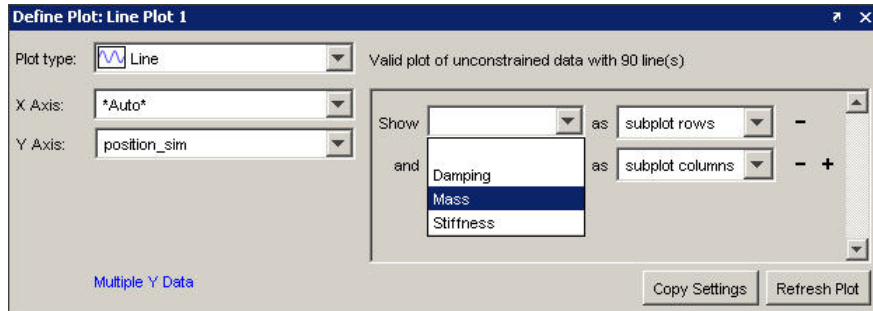 Define Plot: Line Plot 1
Plot type: Line
Valid plot of unconstrained data with 90 line(s)
X Axis: *Auto*
Y Axis: position_sim
Show as subplot rows -
and as subplot columns - +
Damping
Mass
Stiffness
Multiple Y Data
Copy Settings Refresh Plot